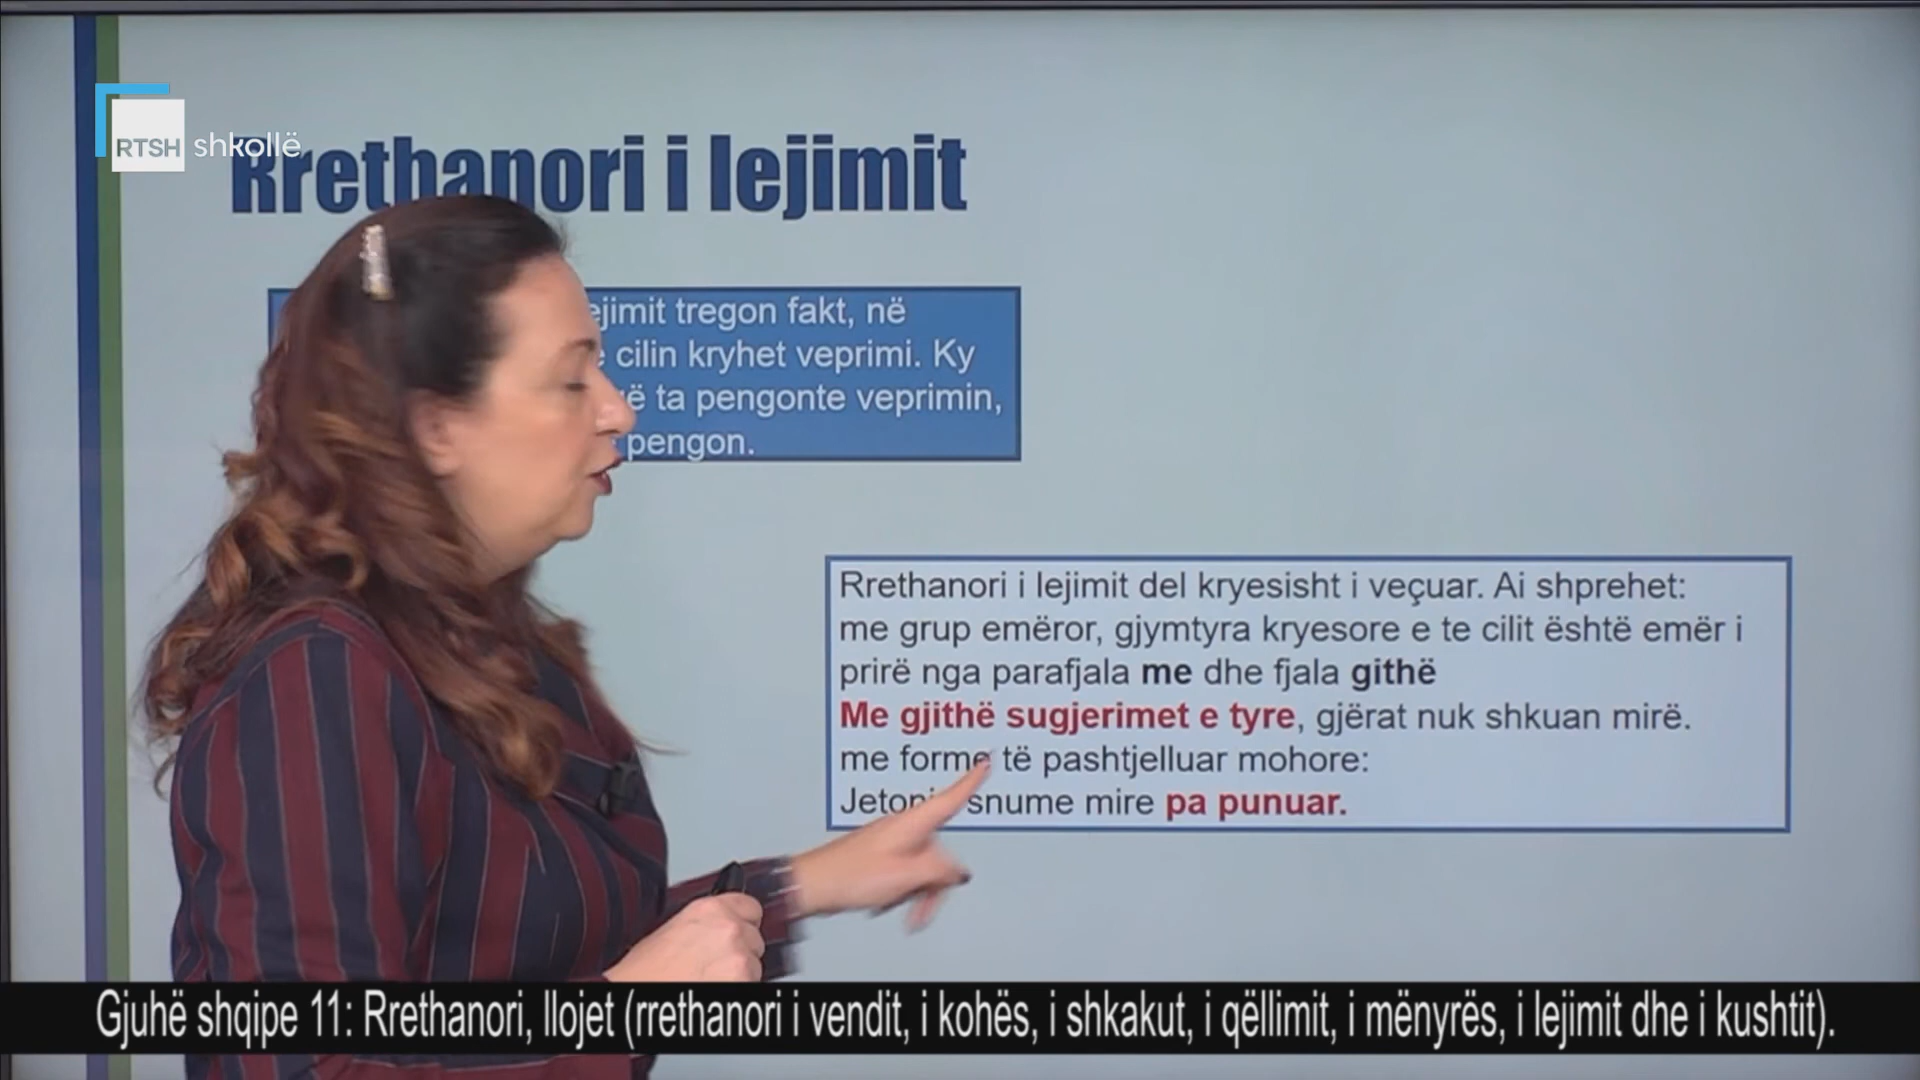 RTSH shkollë
Rrethanori i lejimit
ejimit tregon fakt, në
cilin kryhet veprimi. Ky
ë ta pengonte veprimin,
pengon.
Rrethanori i lejimit del kryesisht i veçuar. Ai shprehet:
me grup emëror, gjymtyra kryesore e te cilit është emër i
prirë nga parafjala me dhe fjala githë
Me gjithë sugjerimet e tyre, gjërat nuk shkuan mirë.
me forme të pashtjelluar mohore:
mire pa punuar.
Gjuhë shqipe 11: Rrethanori, llojet (rrethanori i vendit, i kohës, i shkakut, i qëllimit, i mënyrës, i lejimit dhe i kushtit).